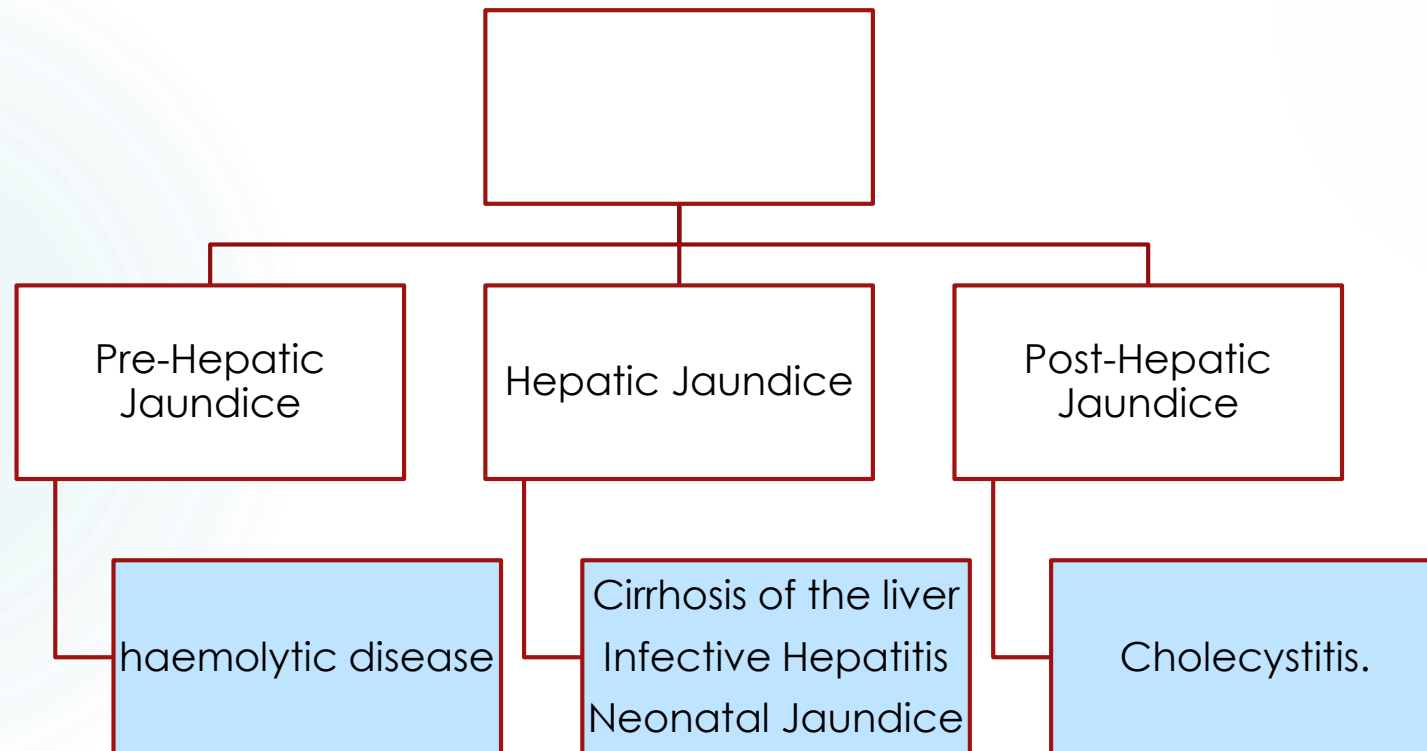 Pre-Hepatic
Jaundice
Hepatic Jaundice
Post-Hepatic
Jaundice
haemolytic disease
Cirrhosis of the liver
Infective Hepatitis
Neonatal Jaundice
Cholecystitis.